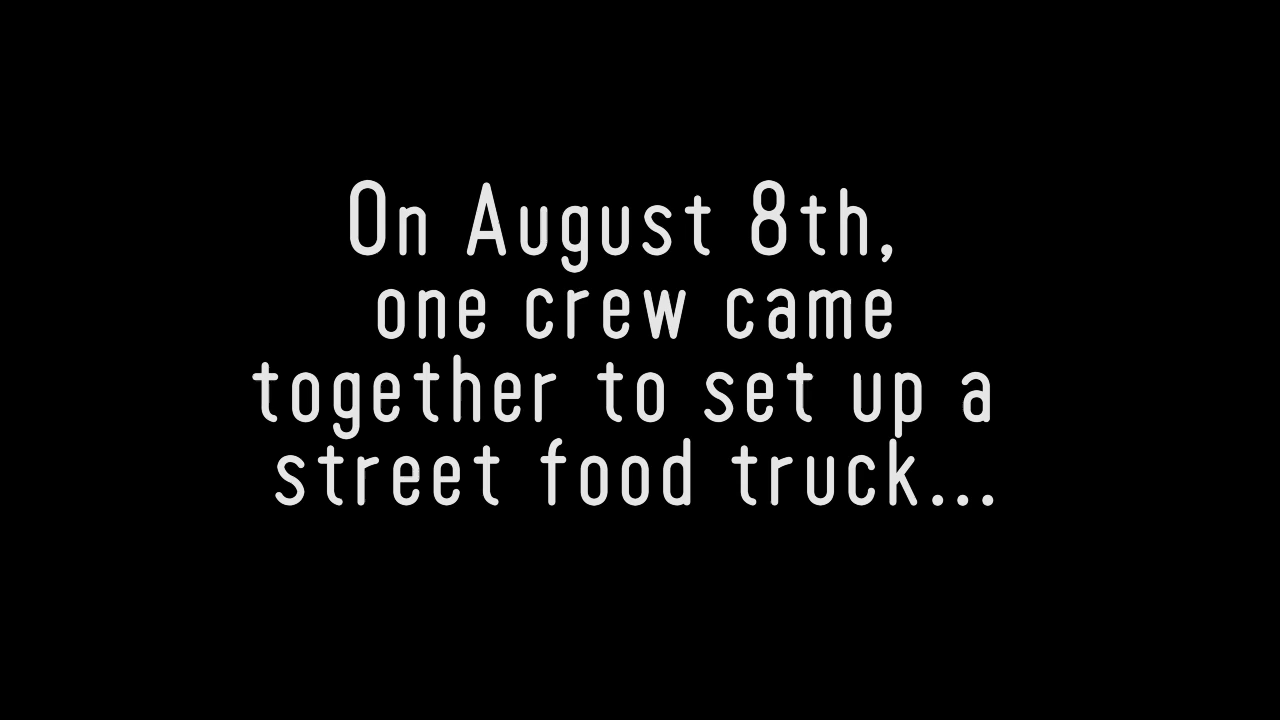 On August 8th,
one crew came
together to set up a
street food truck...